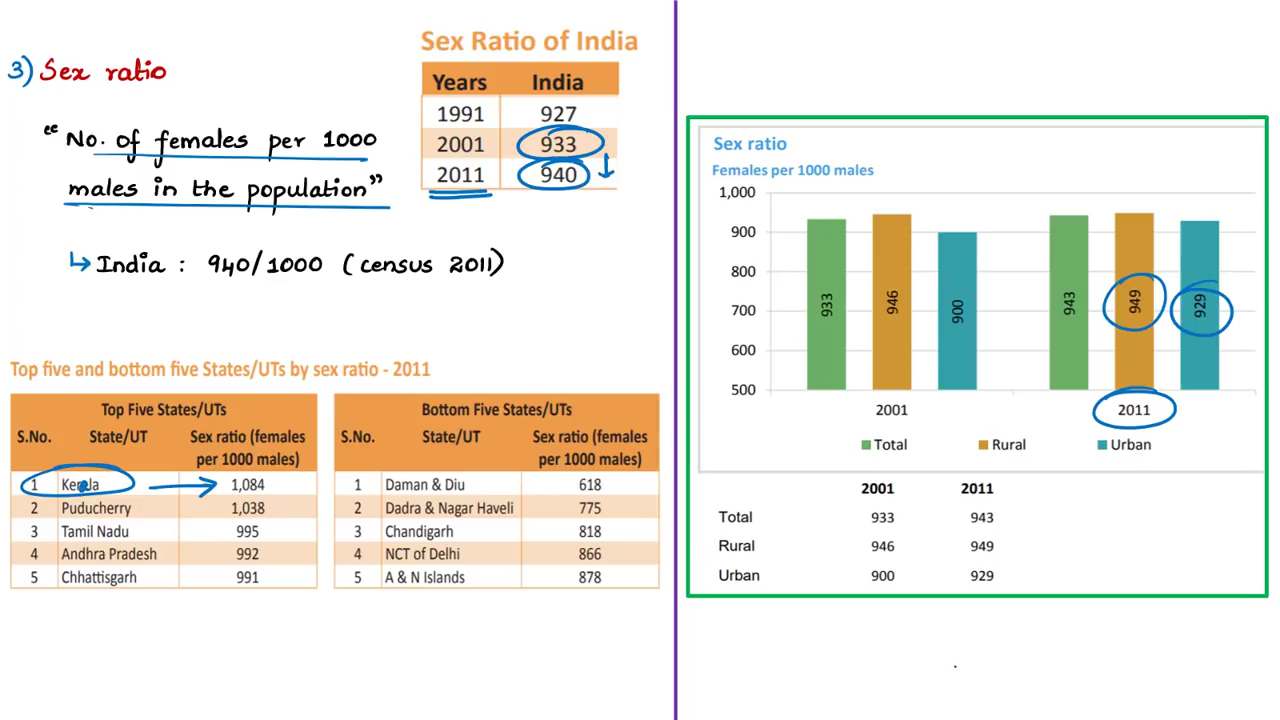 3) Sex ratio
"No. of females per 1000
males in the population"
↳ India : 940/1000 (census 2011)
Sex Ratio of India
Years India
1991 927
2001 933
2011 940
Top five and bottom five States/UTs by sex ratio - 2011
Top Five States/UTs
S.No. State/UT Sex ratio (females
per 1000 males)
1 Kerala 1,084
2 Puducherry 1,038
3 Tamil Nadu 995
4 Andhra Pradesh 992
5 Chhattisgarh 991
Bottom Five States/UTs
S.No. State/UT Sex ratio (females
per 1000 males)
1 Daman & Diu 618
2 Dadra & Nagar Haveli 775
3 Chandigarh 818
4 NCT of Delhi 866
5 A & N Islands 878
Sex ratio
Females per 1000 males
1,000
900
800
700
600
500
933 946 900 943 949 929
2001 2011
Total Rural Urban
2001 2011
Total 933 943
Rural 946 949
Urban 900 929